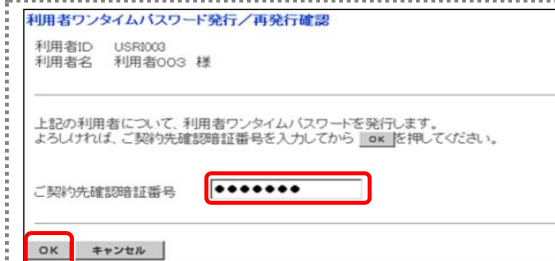 利用者ワンタイムパスワード発行／再発行確認
利用者ID USRI003
利用者名 利用者003 様
上記の利用者について、利用者ワンタイムパスワードを発行します。
よろしければ、ご契約先確認暗証番号を入力してから OK を押してください。
ご契約先確認暗証番号 ●●●●●●●
OK キャンセル